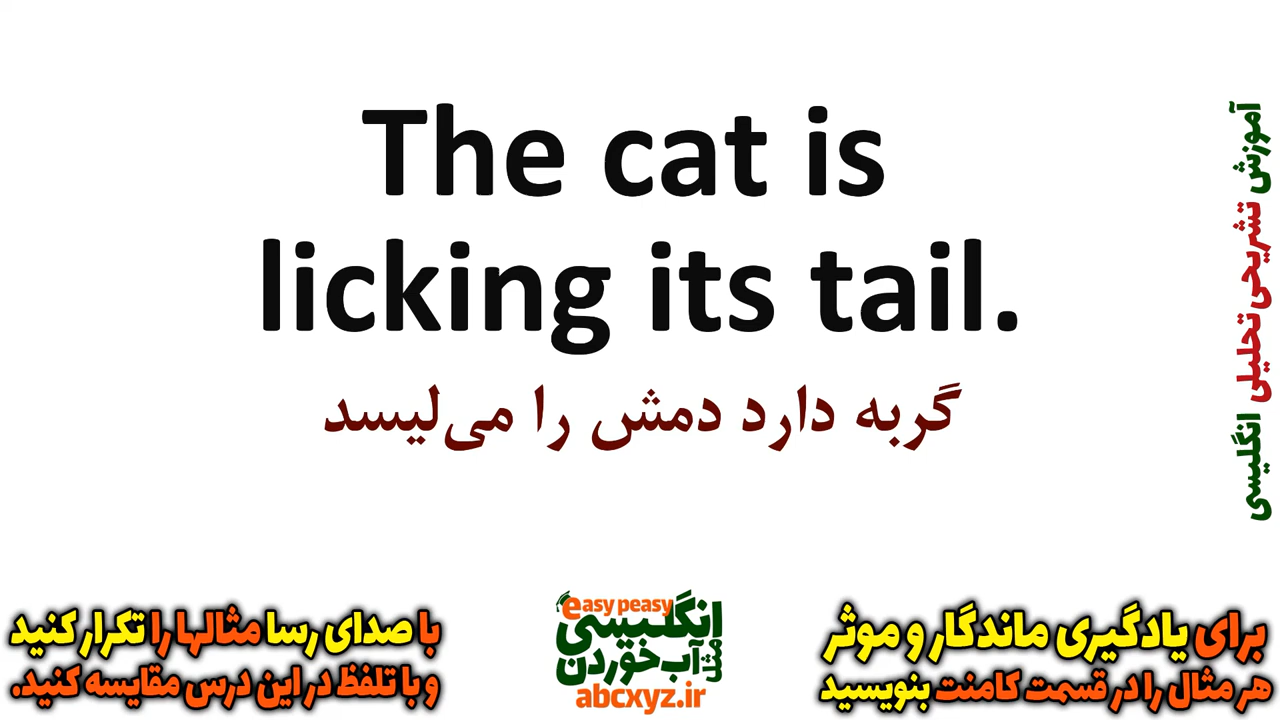 The cat is
licking its tail.
گربه دارد دمش را می‌لیسد
آموزش تشریحی تحلیلی انگلیسی
با صدای رسا مثالها را تکرار کنید
و با تلفظ در این درس مقایسه کنید.
easy peasy
انگلیسی
مثل آب خوردن
abcxyz.ir
برای یادگیری ماندگار و موثر
هر مثال را در قسمت کامنت بنویسید